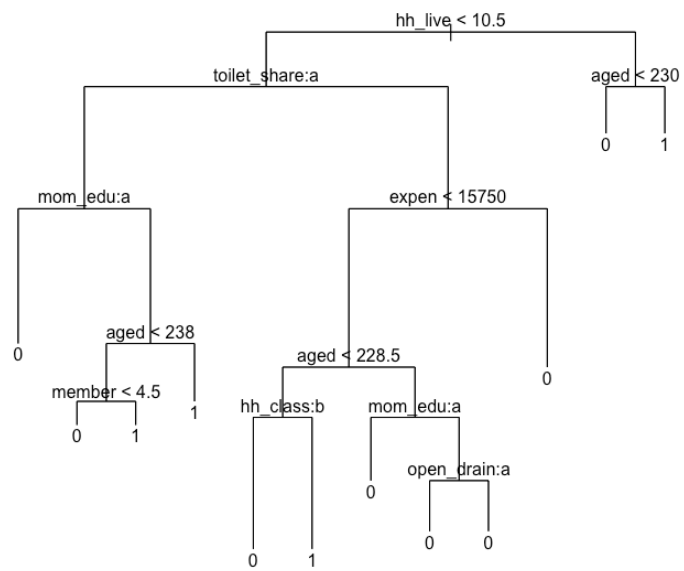 hh_live < 10.5
toilet_share:a
aged < 230
0
1
mom_edu:a
expen < 15750
aged < 238
0
aged < 228.5
0
member < 4.5
1
hh_class:b
mom_edu:a
0
1
open_drain:a
0
0
0
0
1